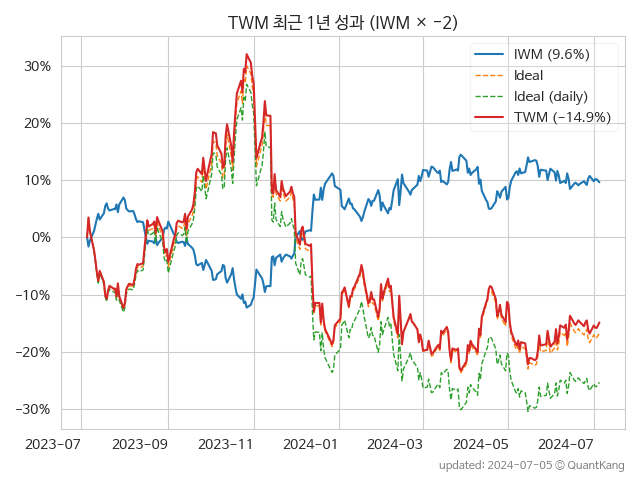 TWM 최근 1년 성과 (IWM × −2)
IWM (9.6%)
Ideal
Ideal (daily)
TWM (−14.9%)
30%
20%
10%
0%
−10%
−20%
−30%
2023-07
2023-09
2023-11
2024-01
2024-03
2024-05
2024-07
updated: 2024-07-05 © QuantKang